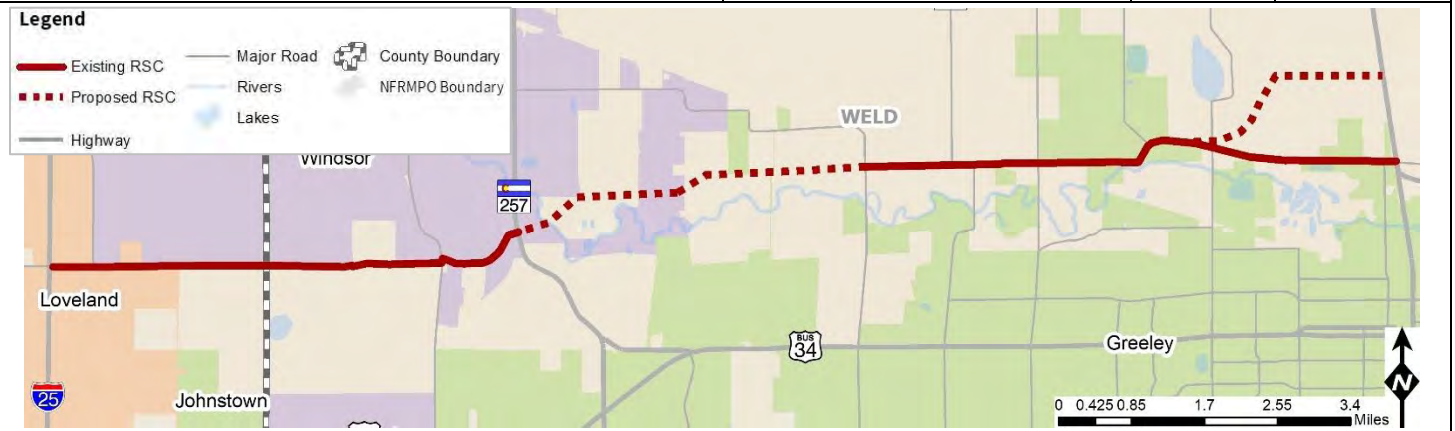 Legend
Existing RSC
Proposed RSC
Highway
Major Road
Rivers
Lakes
County Boundary
NFRMPO Boundary
WELD
Windsor
257
Loveland
BUS
34
Greeley
25
Johnstown
N
0 0.425 0.85 1.7 2.55 3.4
Miles